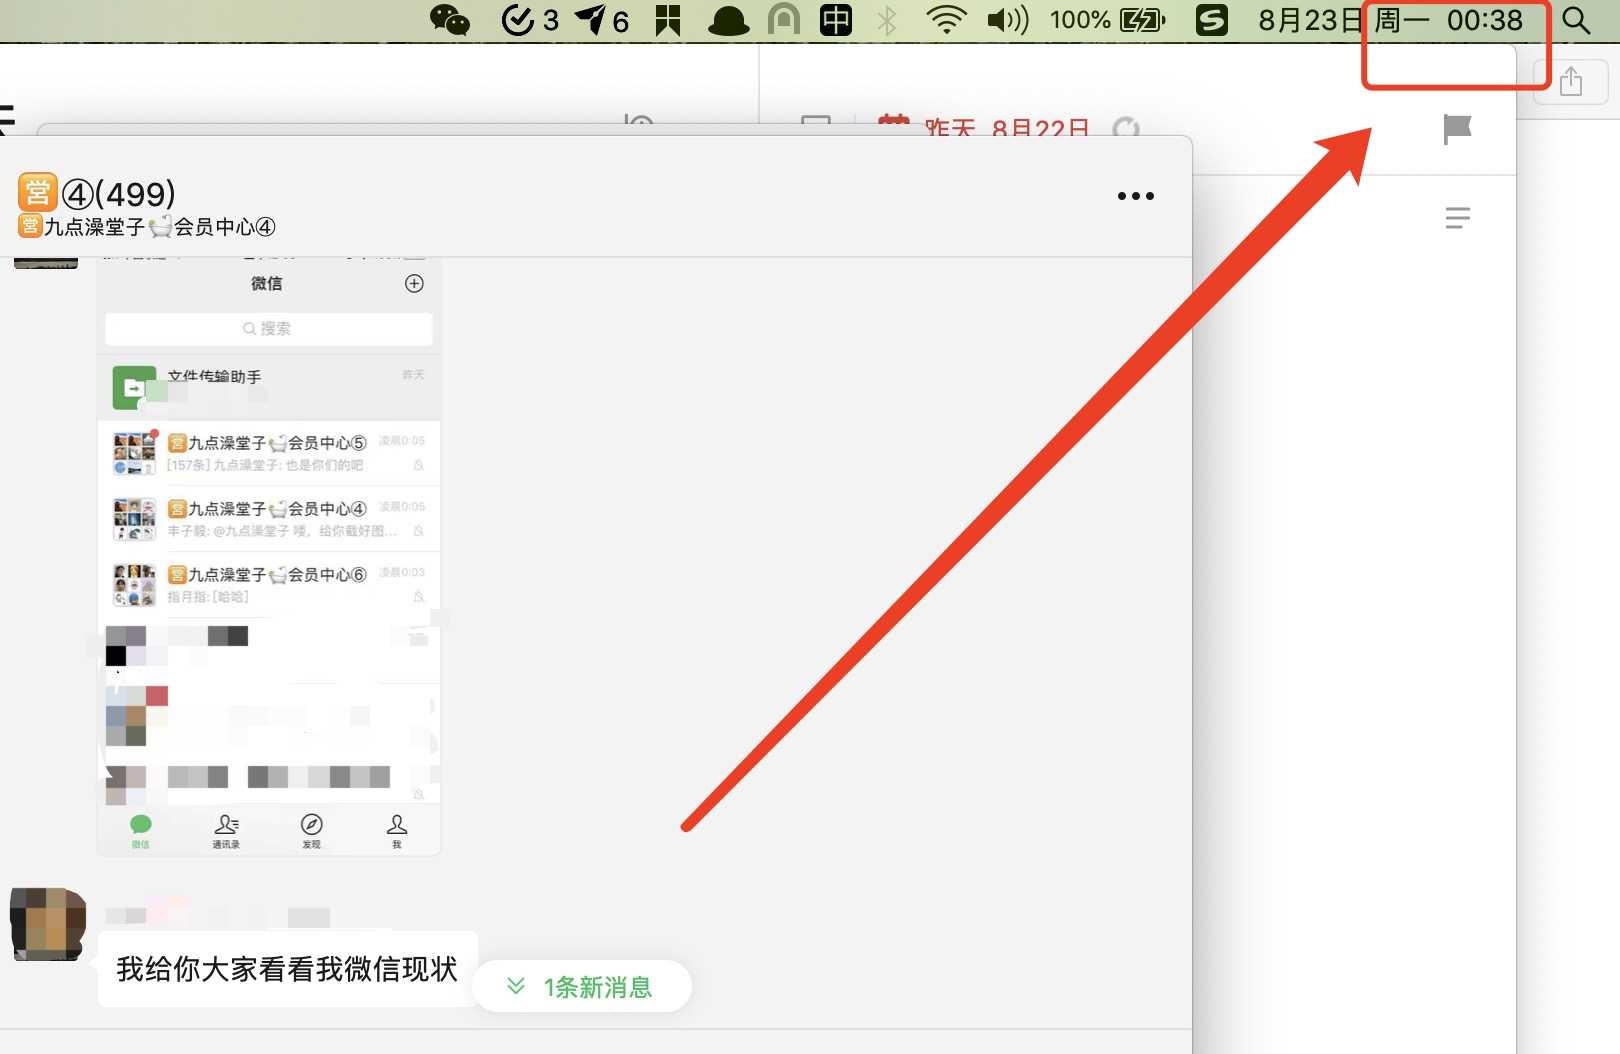 3 6 中 100% S 8月23日 周一 00:38
昨天 8月22日
営④(499)
営九点澡堂子🛁会员中心④
微信
搜索
文件传输助手 昨天
営九点澡堂子🛁会员中心⑤ 凌晨0:05
[157条] 九点澡堂子: 也是你们的吧
営九点澡堂子🛁会员中心④ 凌晨0:05
丰子毅: @九点澡堂子 喽，给你截好图...
営九点澡堂子🛁会员中心⑥ 凌晨0:03
指月指: [哈哈]
微信 通讯录 发现 我
我给你大家看看我微信现状
1条新消息